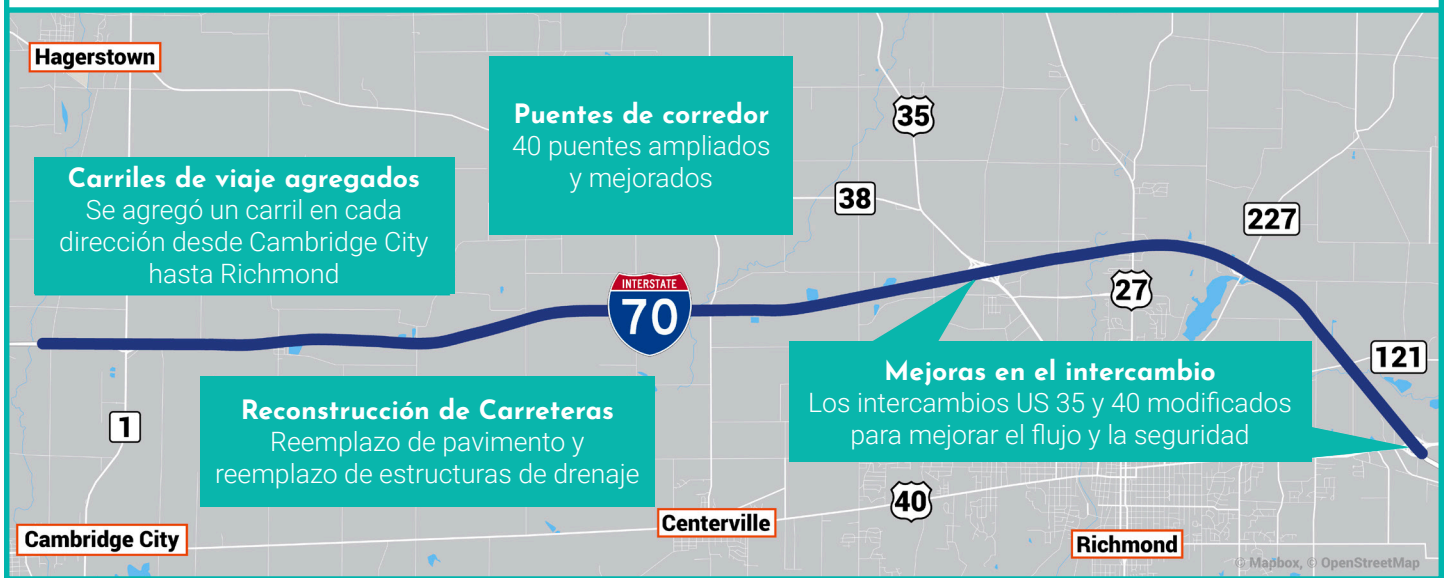 Hagerstown
Puentes de corredor
40 puentes ampliados
y mejorados
35
Carriles de viaje agregados
Se agregó un carril en cada
dirección desde Cambridge City
hasta Richmond
38
227
INTERSTATE
70
27
Mejoras en el intercambio
Los intercambios US 35 y 40 modificados
para mejorar el flujo y la seguridad
121
Reconstrucción de Carreteras
Reemplazo de pavimento y
reemplazo de estructuras de drenaje
1
40
Cambridge City
Centerville
Richmond
© Mapbox, © OpenStreetMap